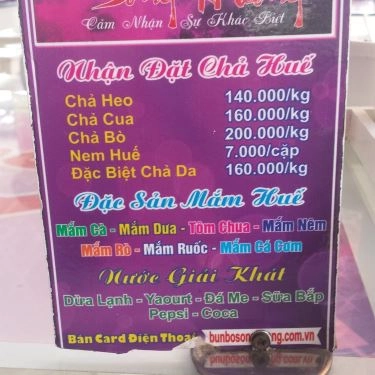 Cảm Nhận Sự Khác Biệt
Nhận Đặt Chả Huế
Chả Heo 140.000/kg
Chả Cua 160.000/kg
Chả Bò 200.000/kg
Nem Huế 7.000/cặp
Đặc Biệt Chả Da 160.000/kg
Đặc Sản Mắm Huế
Mắm Cà - Mắm Dưa - Tôm Chua - Mắm Nêm
Mắm Rò - Mắm Ruốc - Mắm Cá Cơm
Nước Giải Khát
Dừa Lạnh - Yaourt - Đá Me - Sữa Bắp
Pepsi - Coca
Bán Card Điện Thoại